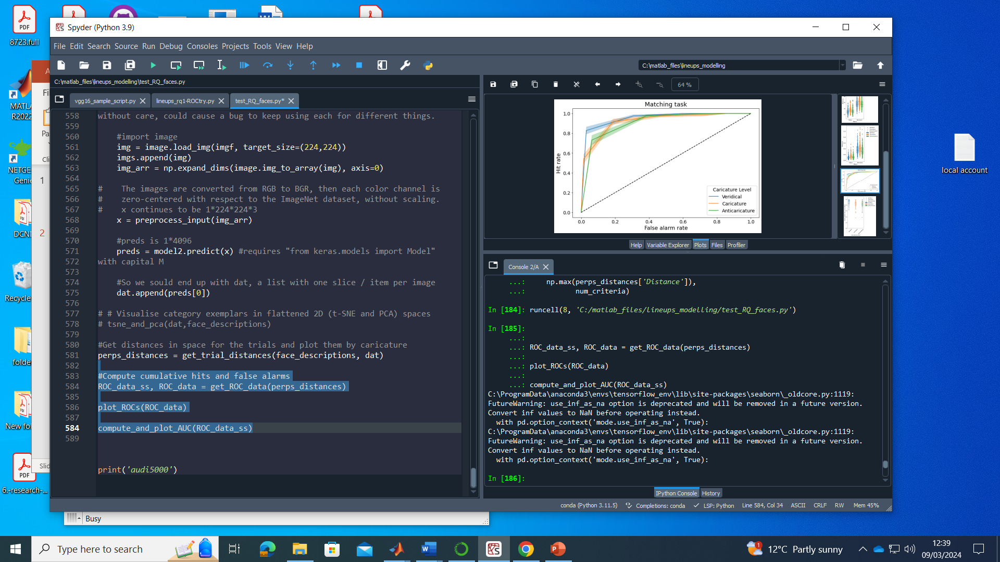 8723.full
MATLA
R2022
NETGE
Genie
DCNN
Recycle
folde
New fol
6.-research-...
local account
Fi
Pa
Cli
1
2
Slid
Spyder (Python 3.9)
File Edit Search Source Run Debug Consoles Projects Tools View Help
C:\matlab_files\lineups_modelling
C:\matlab_files\lineups_modelling\test_RQ_faces.py
vgg16_sample_script.py
lineups_rq1-ROCtry.py
test_RQ_faces.py*
558 without care, could cause a bug to keep using each for different things.
559
560 #import image
561 img = image.load_img(imgf, target_size=(224,224))
562 imgs.append(img)
563 img_arr = np.expand_dims(image.img_to_array(img), axis=0)
564
565 # The images are converted from RGB to BGR, then each color channel is
566 # zero-centered with respect to the ImageNet dataset, without scaling.
567 # x continues to be 1*224*224*3
568 x = preprocess_input(img_arr)
569
570 #preds is 1*4096
571 preds = model2.predict(x) #requires "from keras.models import Model"
572 with capital M
573
574 #So we sould end up with dat, a list with one slice / item per image
575 dat.append(preds[0])
576
577 # # Visualise category exemplars in flattened 2D (t-SNE and PCA) spaces
578 # tsne_and_pca(dat,face_descriptions)
579
580 #Get distances in space for the trials and plot them by caricature
581 perps_distances = get_trial_distances(face_descriptions, dat)
582
583 #Compute cumulative hits and false alarms
584 ROC_data_ss, ROC_data = get_ROC_data(perps_distances)
585
586 plot_ROCs(ROC_data)
587
584 compute_and_plot_AUC(ROC_data_ss)
589
print('audi5000')
64 %
Matching task
Hit rate
1.0
0.8
0.6
0.4
0.2
0.0
0.0 0.2 0.4 0.6 0.8 1.0
False alarm rate
Caricature Level
Veridical
Caricature
Anticaricature
Help
Variable Explorer
Plots
Files
Profiler
Console 2/A
...: np.max(perps_distances['Distance']),
...: num_criteria)
In [184]: runcell(8, 'C:/matlab_files/lineups_modelling/test_RQ_faces.py')
In [185]:
...:
...: ROC_data_ss, ROC_data = get_ROC_data(perps_distances)
...:
...: plot_ROCs(ROC_data)
...:
...: compute_and_plot_AUC(ROC_data_ss)
C:\ProgramData\anaconda3\envs\tensorflow_env\lib\site-packages\seaborn\_oldcore.py:1119:
FutureWarning: use_inf_as_na option is deprecated and will be removed in a future version.
Convert inf values to NaN before operating instead.
with pd.option_context('mode.use_inf_as_na', True):
C:\ProgramData\anaconda3\envs\tensorflow_env\lib\site-packages\seaborn\_oldcore.py:1119:
FutureWarning: use_inf_as_na option is deprecated and will be removed in a future version.
Convert inf values to NaN before operating instead.
with pd.option_context('mode.use_inf_as_na', True):
In [186]:
IPython Console
History
conda (Python 3.11.5) Completions: conda LSP: Python Line 584, Col 34 ASCII CRLF RW Mem 45%
Busy
Type here to search
12°C Partly sunny
12:39
09/03/2024